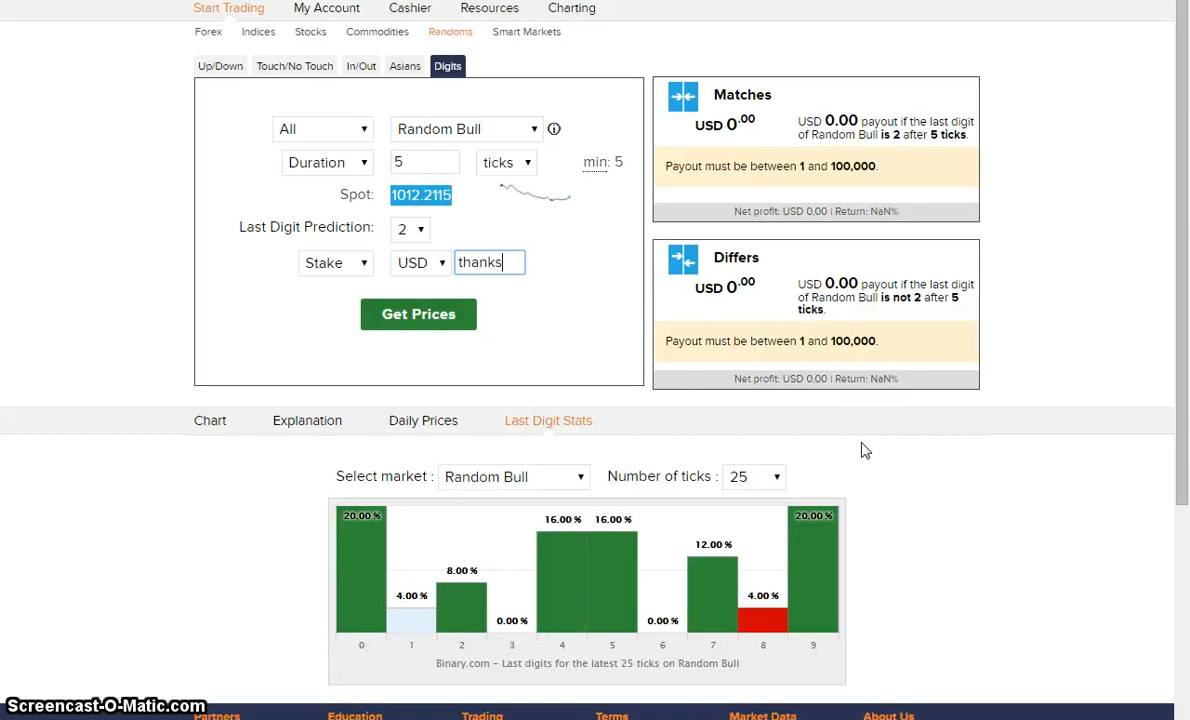 Start Trading My Account Cashier Resources Charting
Forex Indices Stocks Commodities Randoms Smart Markets
Up/Down Touch/No Touch In/Out Asians Digits
All Random Bull
Duration 5 ticks min: 5
Spot: 1012.2115
Last Digit Prediction: 2
Stake USD thanks
Get Prices
Matches
USD 0.00 USD 0.00 payout if the last digit
of Random Bull is 2 after 5 ticks.
Payout must be between 1 and 100,000.
Net profit: USD 0.00 | Return: NaN%
Differs
USD 0.00 USD 0.00 payout if the last digit
of Random Bull is not 2 after 5
ticks.
Payout must be between 1 and 100,000.
Net profit: USD 0.00 | Return: NaN%
Chart Explanation Daily Prices Last Digit Stats
Select market : Random Bull Number of ticks : 25
20.00 % 4.00 % 8.00 % 0.00 % 16.00 % 16.00 % 0.00 % 12.00 % 4.00 % 20.00 %
0 1 2 3 4 5 6 7 8 9
Binary.com – Last digits for the latest 25 ticks on Random Bull
Screencast-O-Matic.com
Partners Education Trading Terms Market Data About Us